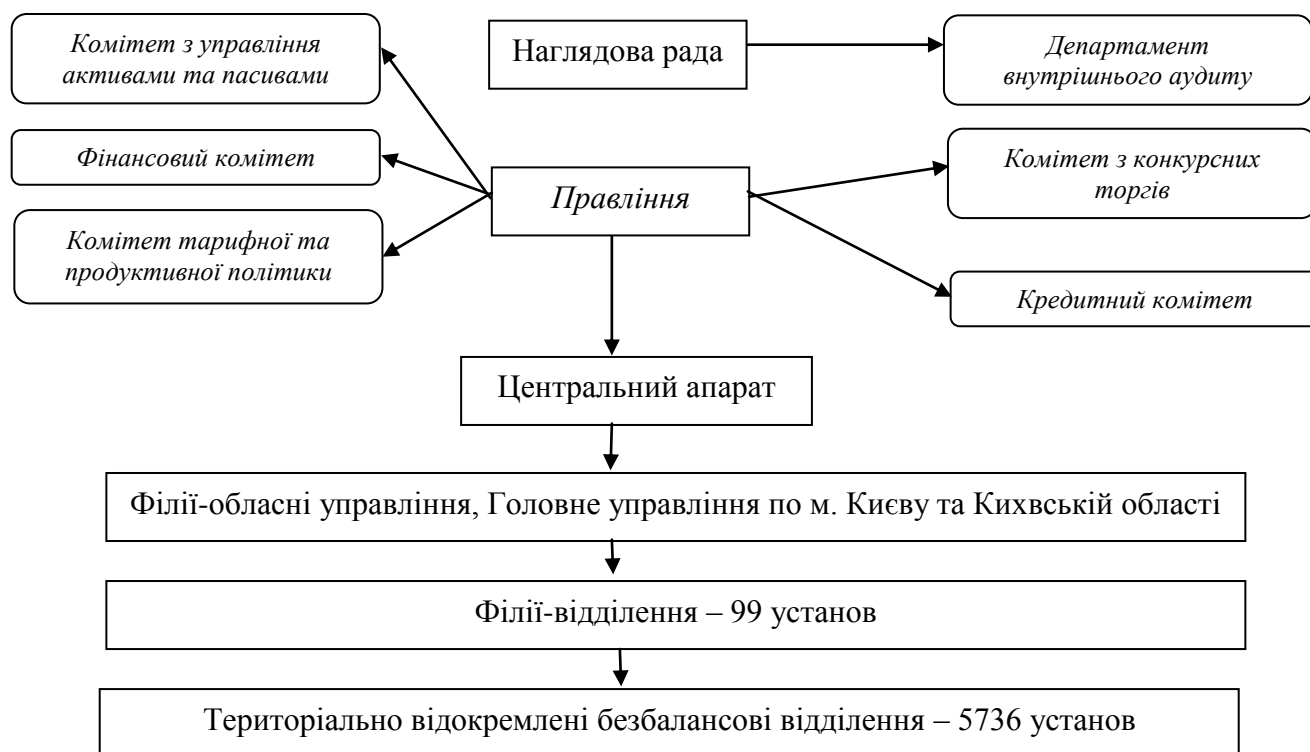 Комітет з управління
активами та пасивами
Наглядова рада
Департамент
внутрішнього аудиту
Фінансовий комітет
Правління
Комітет з конкурсних
торгів
Комітет тарифної та
продуктивної політики
Кредитний комітет
Центральний апарат
Філії-обласні управління, Головне управління по м. Києву та Кихвській області
Філії-відділення – 99 установ
Територіально відокремлені безбалансові відділення – 5736 установ